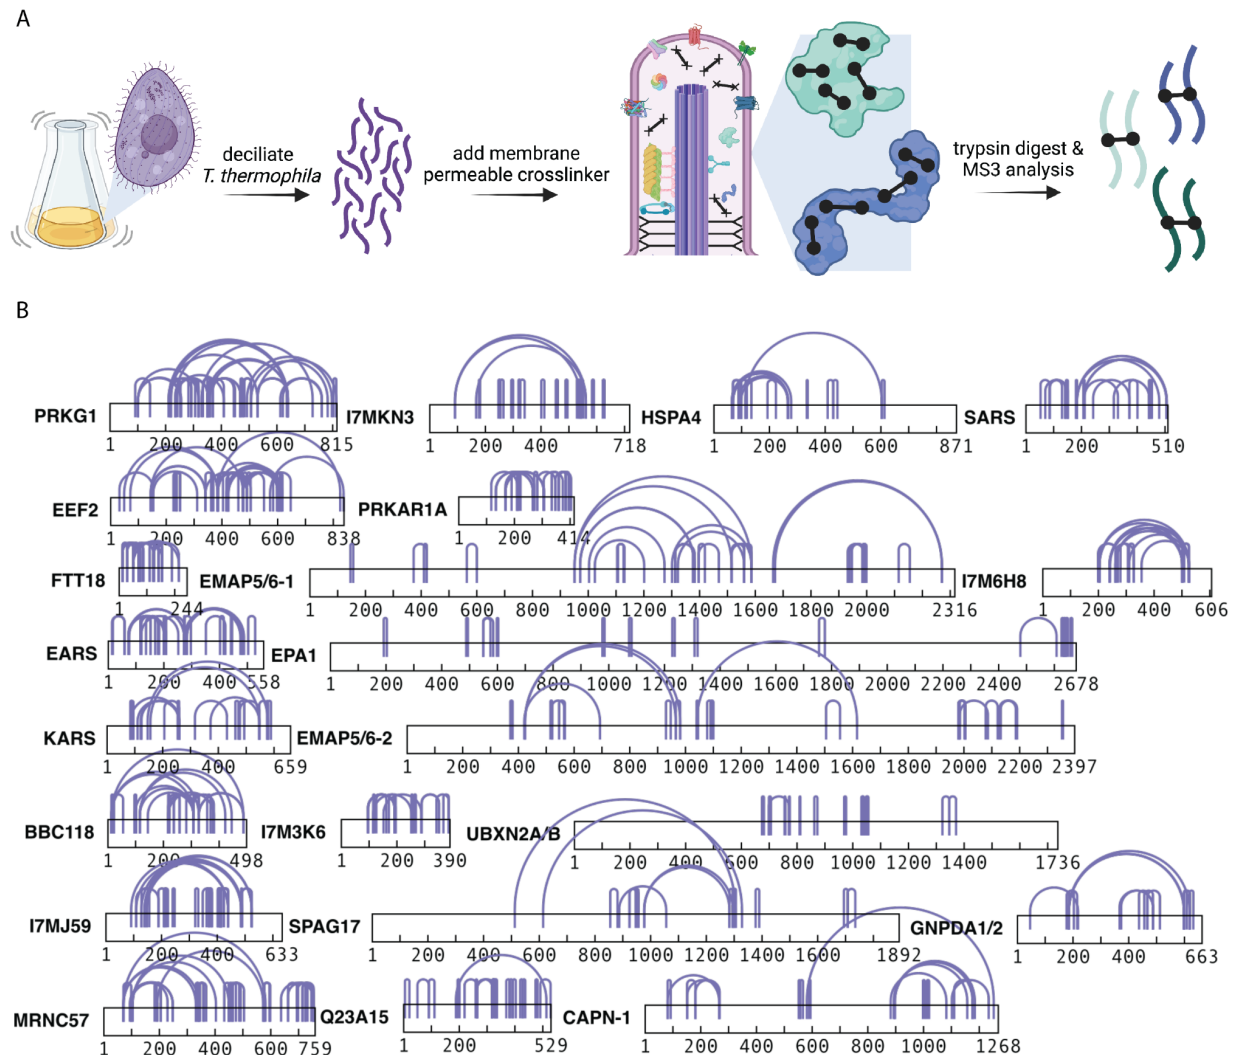 A
deciliate
T. thermophila
add membrane
permeable crosslinker
trypsin digest &
MS3 analysis
B
PRKG1 I7MKN3 HSPA4 SARS
1 200 400 600 815 1 200 400 718 1 200 400 600 871 1 200 510
EEF2 PRKAR1A
1 200 400 600 838 1 200 414
FTT18 EMAP5/6-1 I7M6H8
1 244 1 200 400 600 800 1000 1200 1400 1600 1800 2000 2316 1 200 400 606
EARS EPA1
1 200 400 558 1 200 400 600 800 1000 1200 1400 1600 1800 2000 2200 2400 2678
KARS EMAP5/6-2
1 200 400 659 1 200 400 600 800 1000 1200 1400 1600 1800 2000 2200 2397
BBC118 I7M3K6 UBXN2A/B
1 200 498 1 200 390 1 200 400 600 800 1000 1200 1400 1736
I7MJ59 SPAG17 GNPDA1/2
1 200 400 633 1 200 400 600 800 1000 1200 1400 1600 1892 1 200 400 663
MRNC57 Q23A15 CAPN-1
1 200 400 600 759 1 200 529 1 200 400 600 800 1000 1268